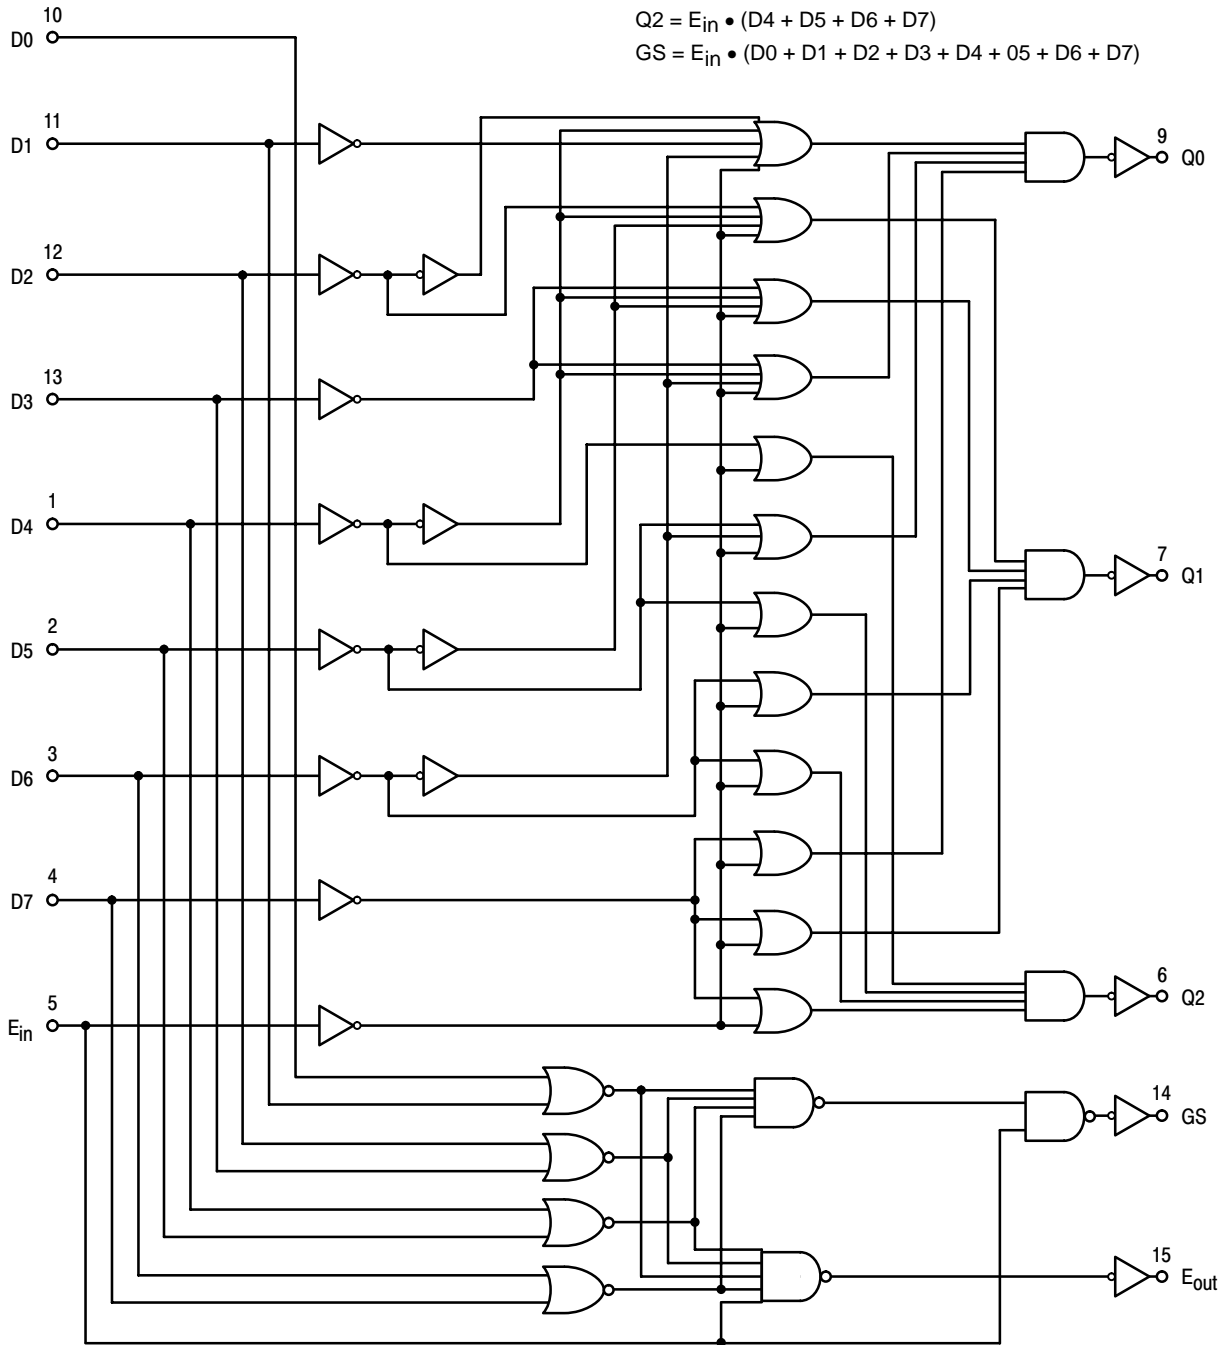 Q2 = Ein • (D4 + D5 + D6 + D7)
GS = Ein • (D0 + D1 + D2 + D3 + D4 + 05 + D6 + D7)
10
D0
11
D1
9
Q0
12
D2
13
D3
1
D4
7
Q1
2
D5
3
D6
4
D7
5
Ein
6
Q2
14
GS
15
Eout